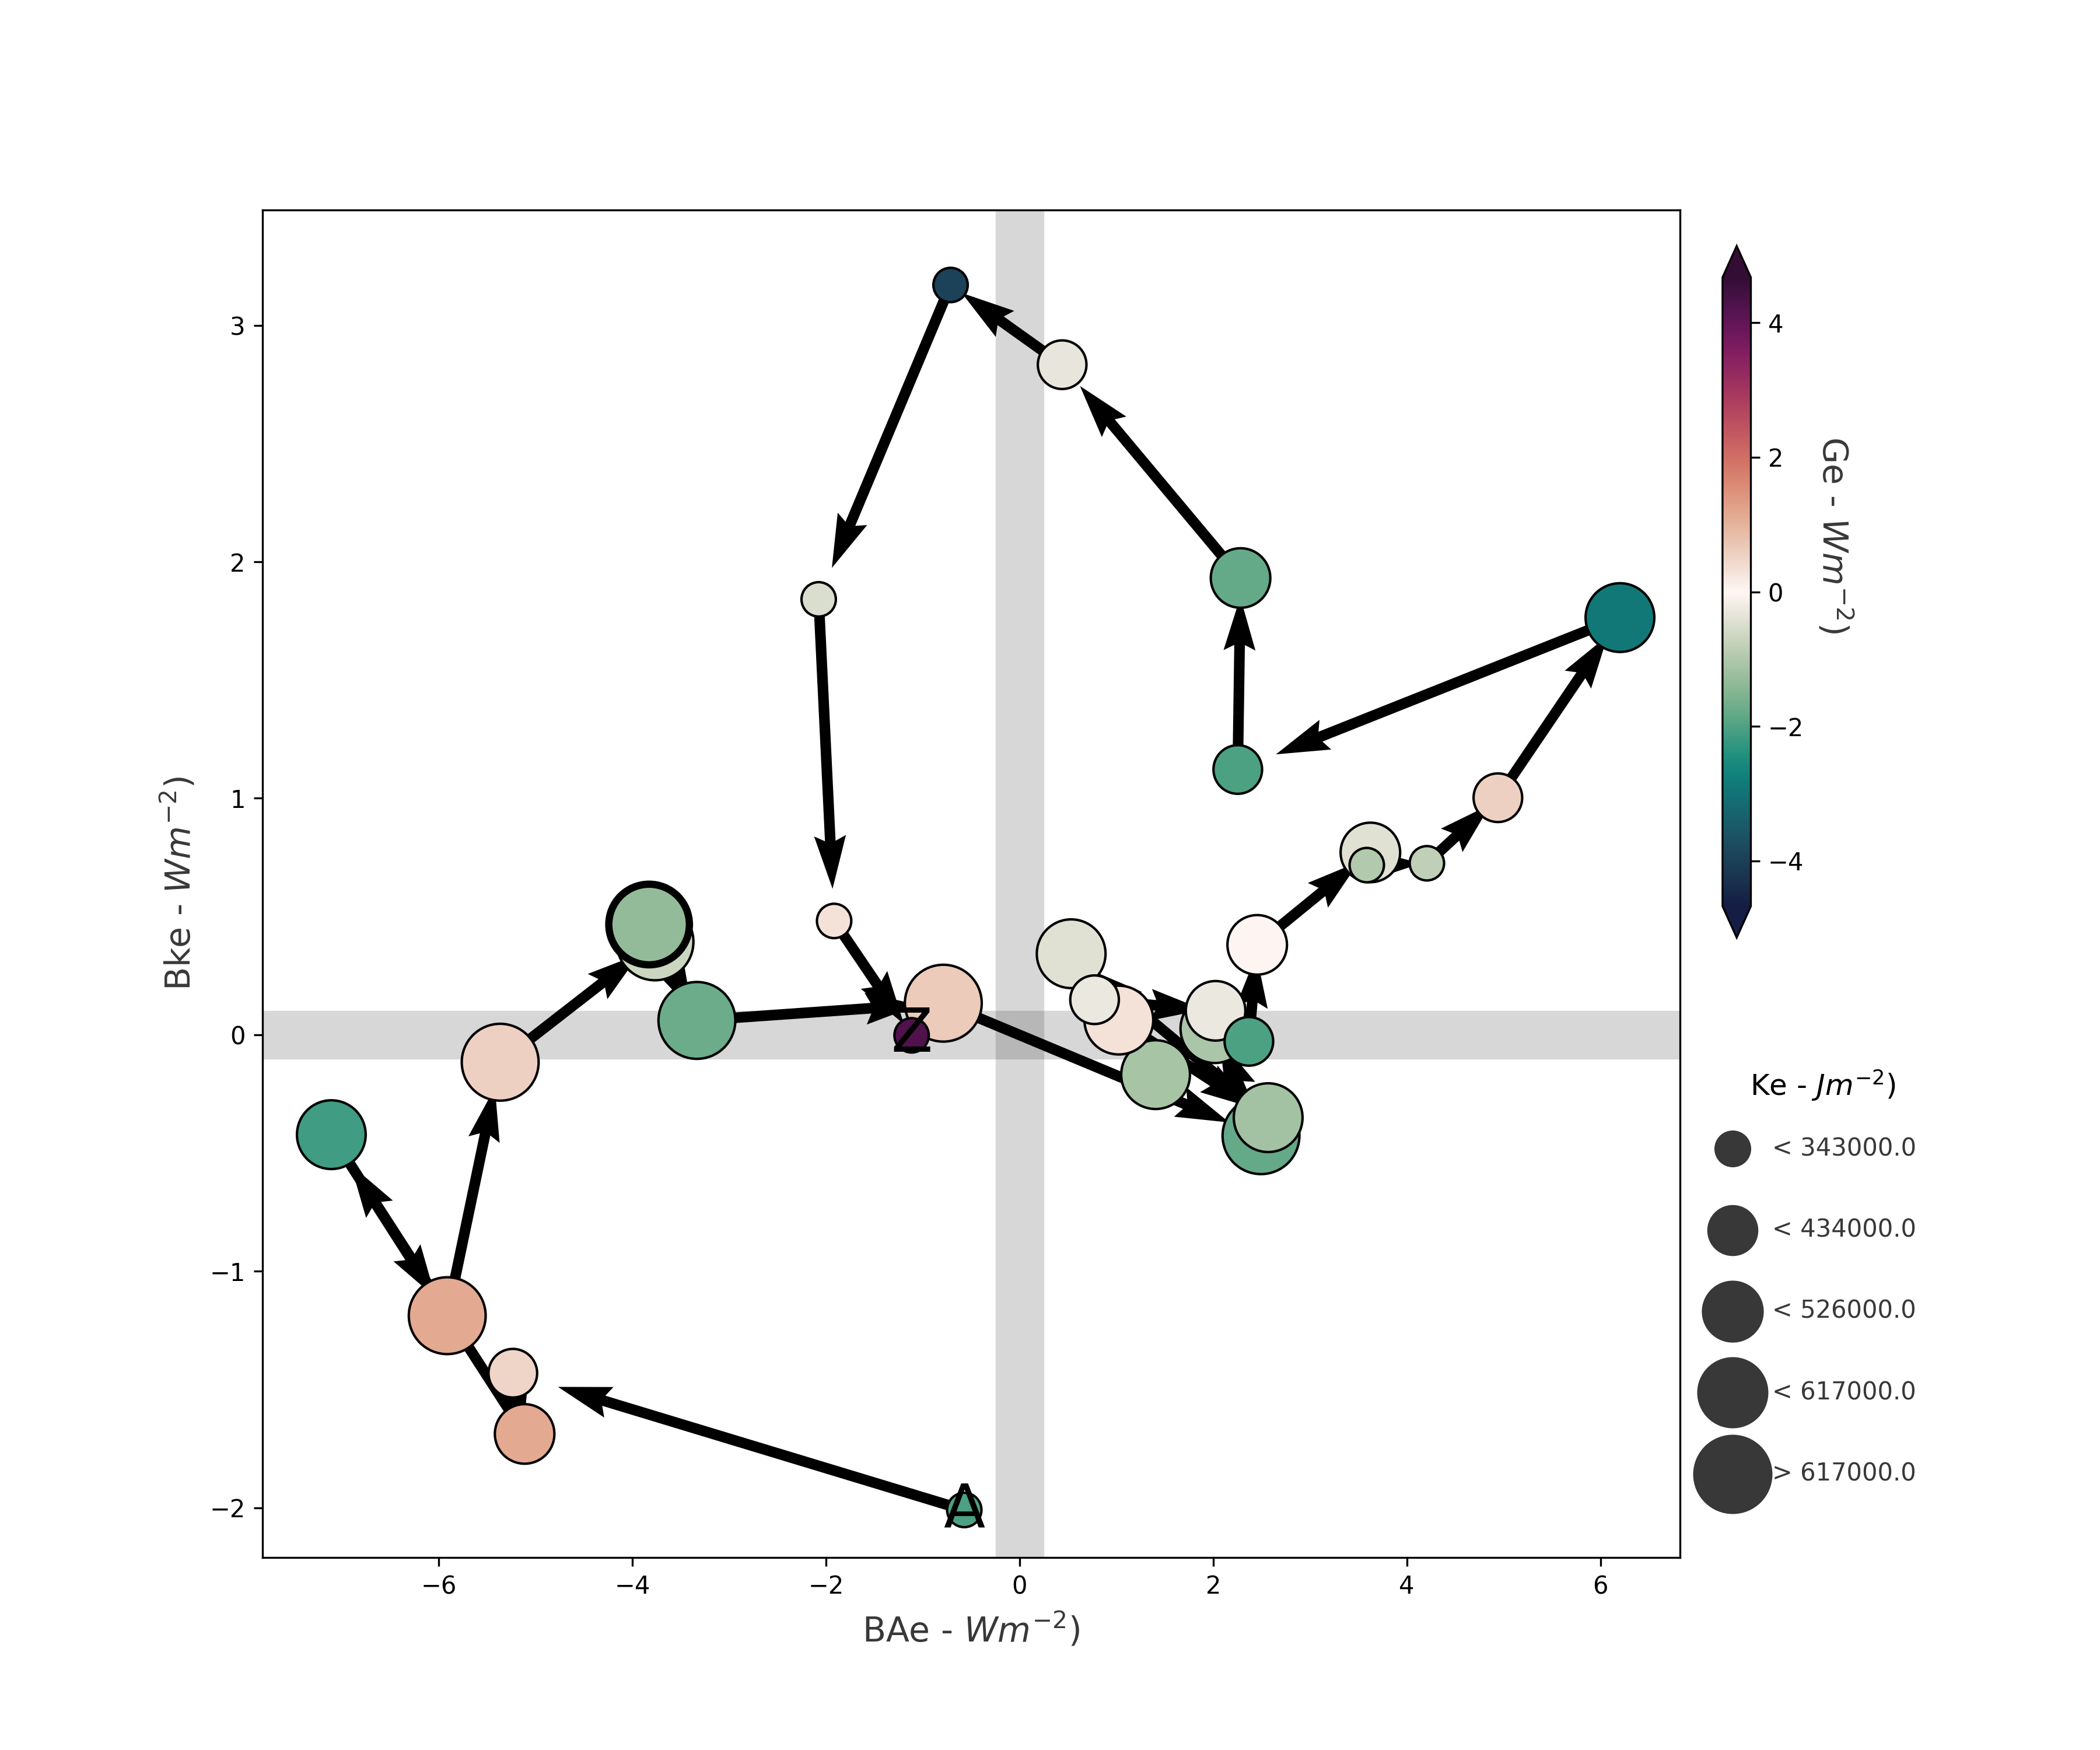 3
2
1
0
−1
−2
Bke - Wm⁻²)
−6 −4 −2 0 2 4 6
BAe - Wm⁻²)
Z
A
4
2
0
−2
−4
Ge - Wm⁻²)
Ke - Jm⁻²)
< 343000.0
< 434000.0
< 526000.0
< 617000.0
> 617000.0